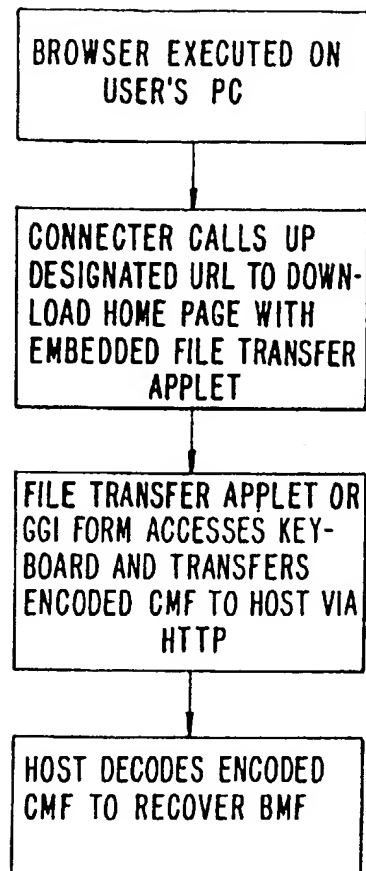 BROWSER EXECUTED ON
USER'S PC
CONNECTER CALLS UP
DESIGNATED URL TO DOWN-
LOAD HOME PAGE WITH
EMBEDDED FILE TRANSFER
APPLET
FILE TRANSFER APPLET OR
GGI FORM ACCESSES KEY-
BOARD AND TRANSFERS
ENCODED CMF TO HOST VIA
HTTP
HOST DECODES ENCODED
CMF TO RECOVER BMF